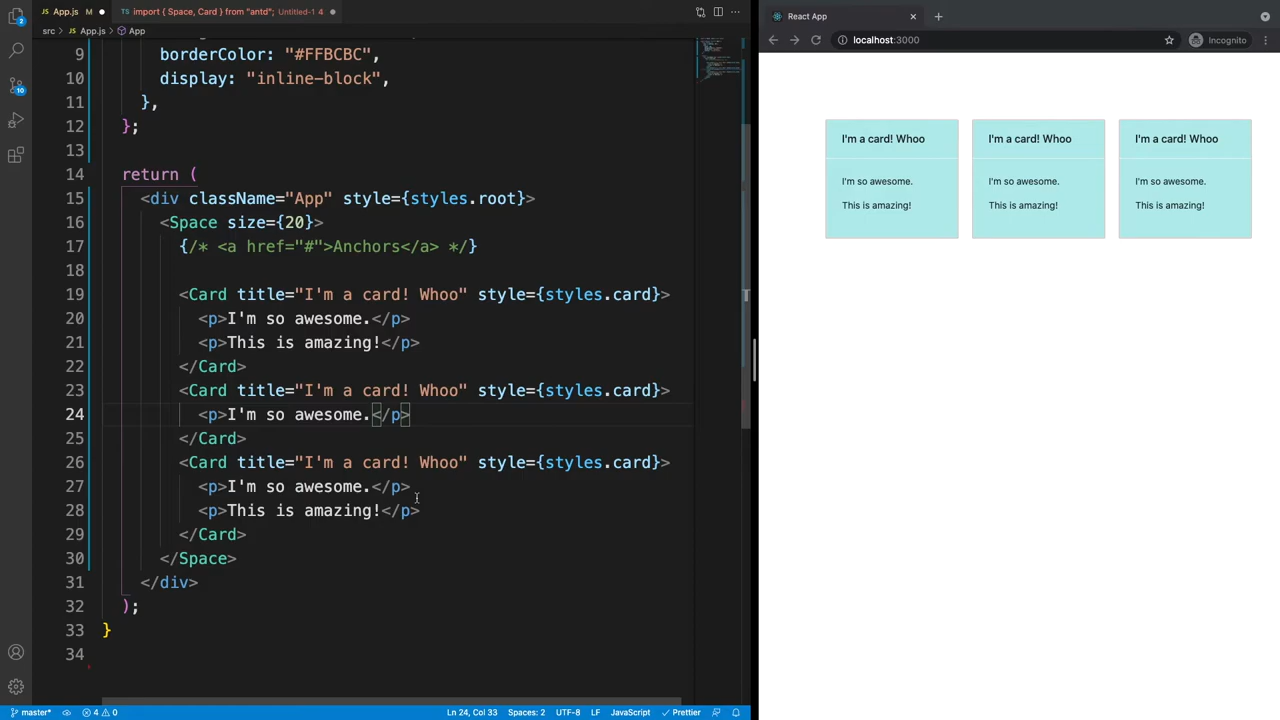 App.js M
import { Space, Card } from "antd"; Untitled-1 4
src > App.js > App
9 borderColor: "#FFBCBC",
10 display: "inline-block",
11 },
12 };
13
14 return (
15 <div className="App" style={styles.root}>
16 <Space size={20}>
17 {/* <a href="#">Anchors</a> */}
18
19 <Card title="I'm a card! Whoo" style={styles.card}>
20 <p>I'm so awesome.</p>
21 <p>This is amazing!</p>
22 </Card>
23 <Card title="I'm a card! Whoo" style={styles.card}>
24 <p>I'm so awesome.</p>
25 </Card>
26 <Card title="I'm a card! Whoo" style={styles.card}>
27 <p>I'm so awesome.</p>
28 <p>This is amazing!</p>
29 </Card>
30 </Space>
31 </div>
32 );
33 }
34
2
10
master* 4 0 Ln 24, Col 33 Spaces: 2 UTF-8 LF JavaScript Prettier
React App
localhost:3000 Incognito
I'm a card! Whoo I'm a card! Whoo I'm a card! Whoo
I'm so awesome. I'm so awesome. I'm so awesome.
This is amazing! This is amazing! This is amazing!